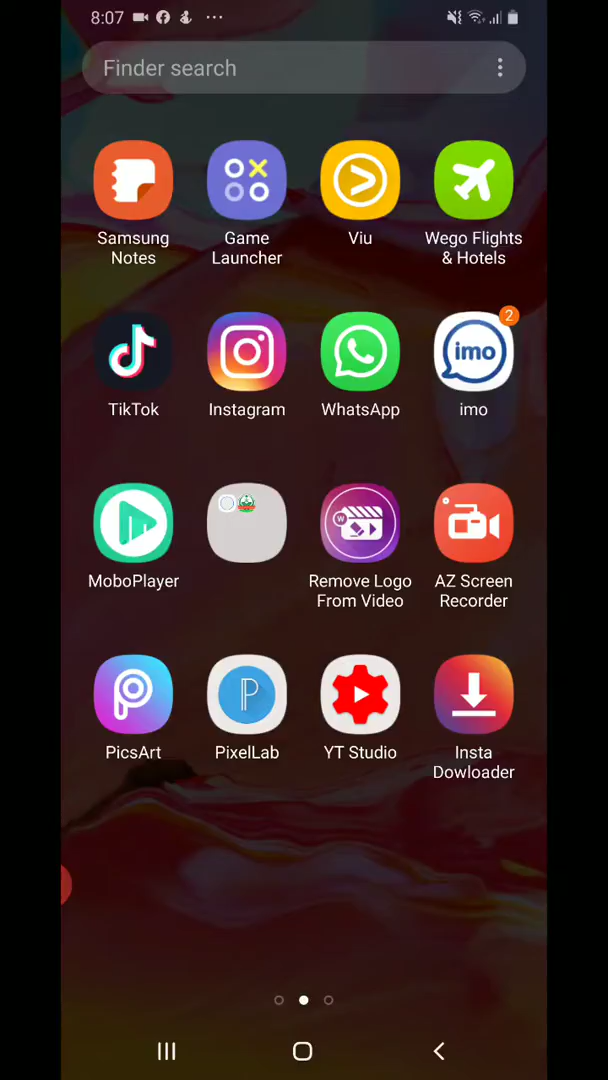 8:07
Finder search
Samsung
Notes
Game
Launcher
Viu
Wego Flights
& Hotels
TikTok
Instagram
WhatsApp
imo
2
imo
MoboPlayer
W
Remove Logo
From Video
AZ Screen
Recorder
PicsArt
P
PixelLab
YT Studio
Insta
Dowloader